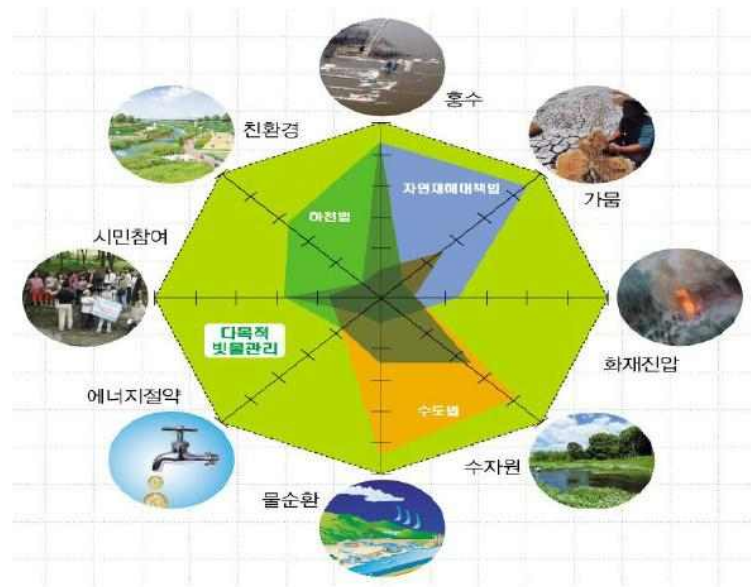 홍수
친환경
가뭄
자연재해대책법
하천법
시민참여
다목적
빗물관리
화재진압
에너지절약
수도법
수자원
물순환